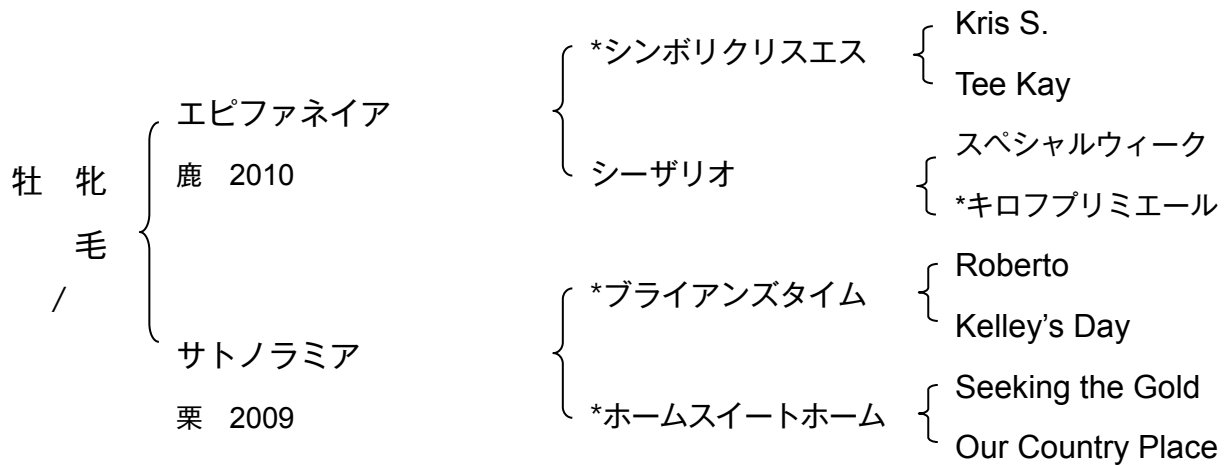 牡　牝
毛
/
エピファネイア
鹿　2010
サトノラミア
栗　2009
*シンボリクリスエス
シーザリオ
*ブライアンズタイム
*ホームスイートホーム
Kris S.
Tee Kay
スペシャルウィーク
*キロフプリミエール
Roberto
Kelley’s Day
Seeking the Gold
Our Country Place